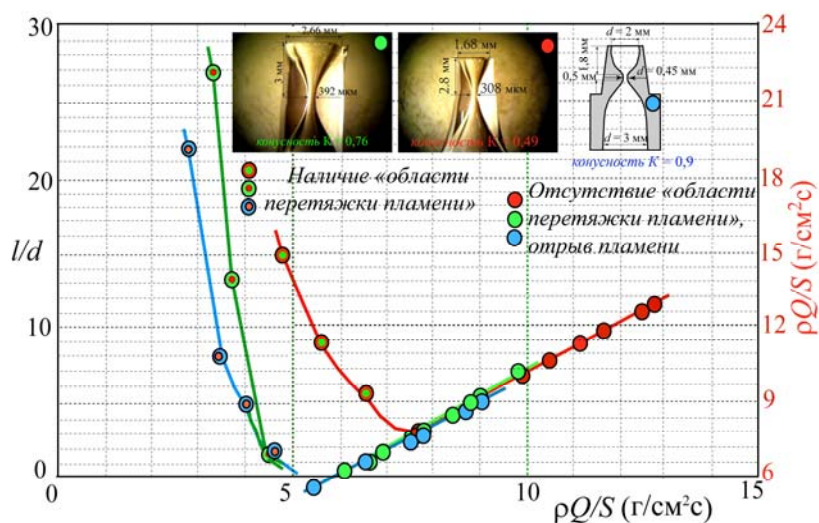 30
20
10
0
l/d
0
5
10
15
ρQ/S (г/см²с)
24
21
18
15
12
9
6
ρQ/S (г/см²с)
2.66 мм
3 мм
392 мкм
конусность K = 0,76
1.68 мм
2.8 мм
308 мкм
конусность K = 0,49
d = 2 мм
1,8 мм
0,5 мм
d = 0,45мм
d = 3 мм
конусность K = 0,9
Наличие «области
перетяжки пламени»
Отсутствие «области
перетяжки пламени»,
отрыв пламени